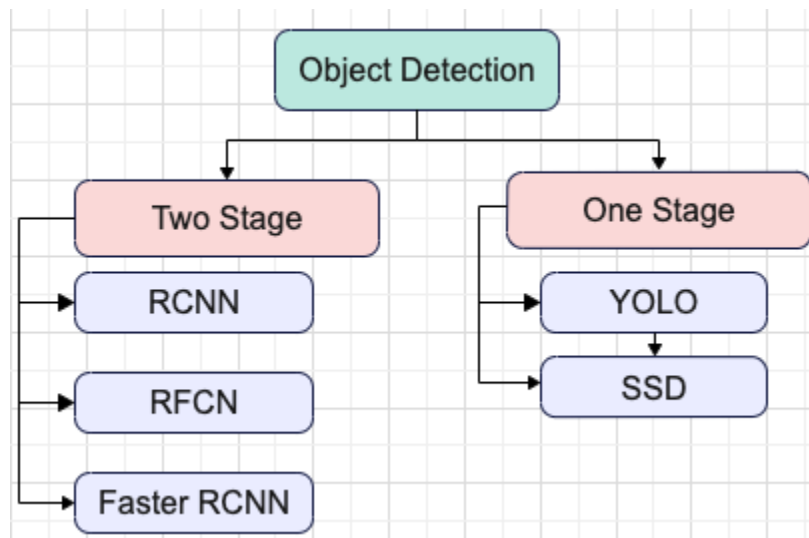 Object Detection
Two Stage
One Stage
RCNN
YOLO
RFCN
SSD
Faster RCNN